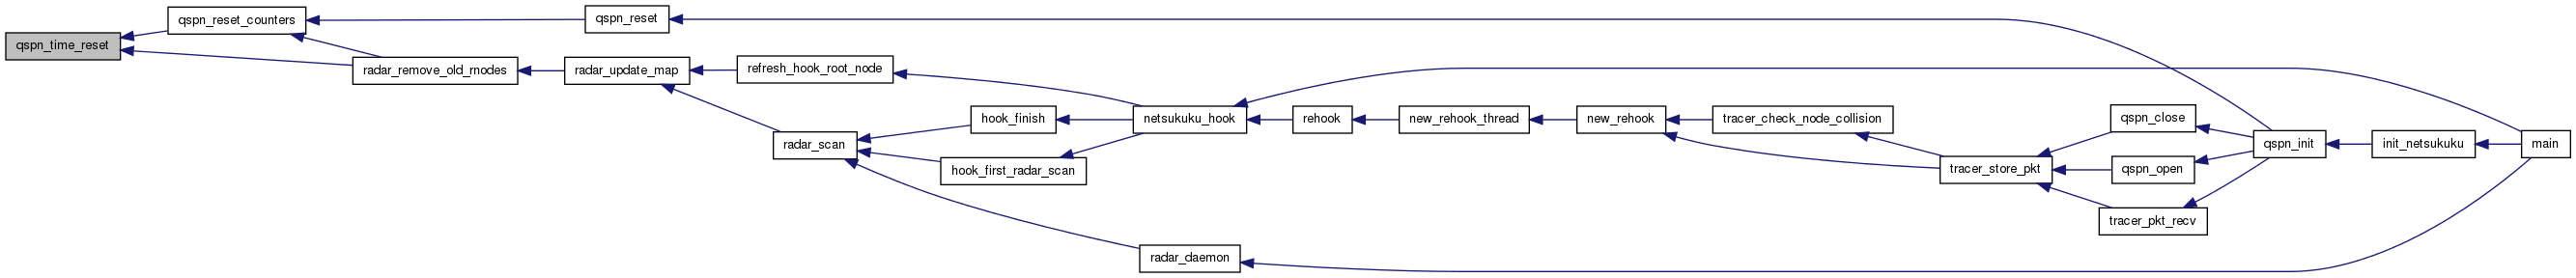 qspn_time_reset
qspn_reset_counters
qspn_reset
radar_remove_old_rnodes
radar_update_map
refresh_hook_root_node
radar_scan
hook_finish
hook_first_radar_scan
netsukuku_hook
radar_daemon
rehook
new_rehook_thread
new_rehook
tracer_check_node_collision
tracer_store_pkt
qspn_close
qspn_open
tracer_pkt_recv
qspn_init
init_netsukuku
main